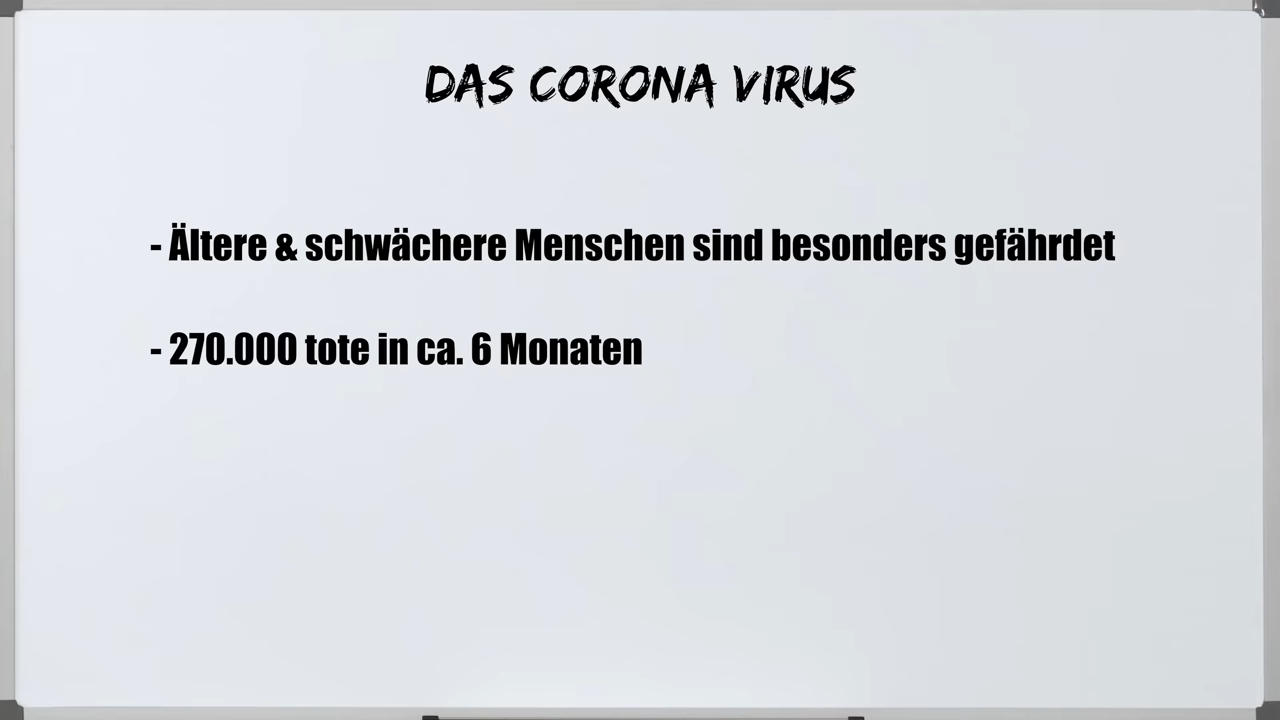 DAS CORONA VIRUS
- Ältere & schwächere Menschen sind besonders gefährdet
- 270.000 tote in ca. 6 Monaten